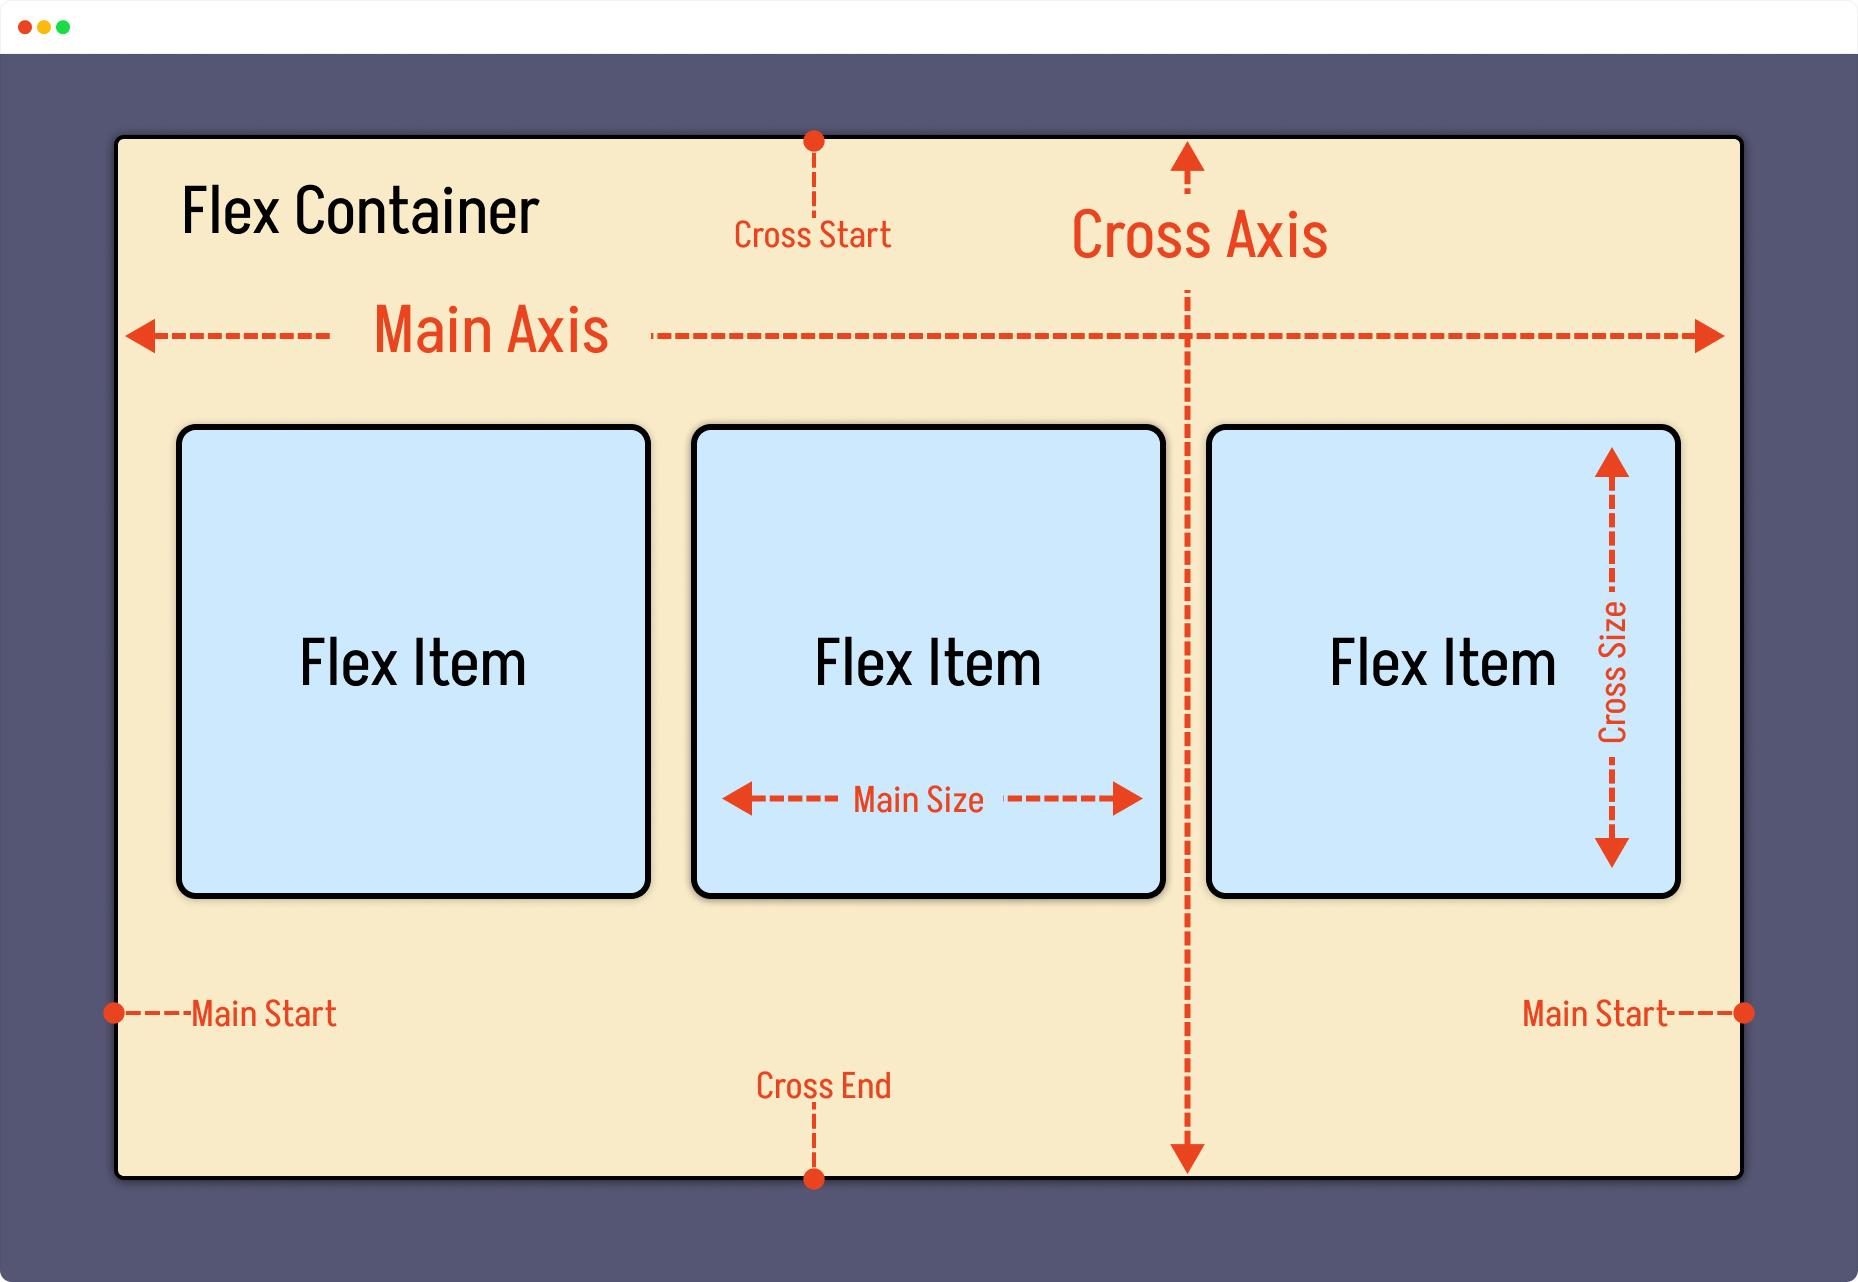 Flex Container
Cross Start
Cross Axis
Main Axis
Flex Item
Flex Item
Flex Item
Cross Size
Main Size
Main Start
Main Start
Cross End